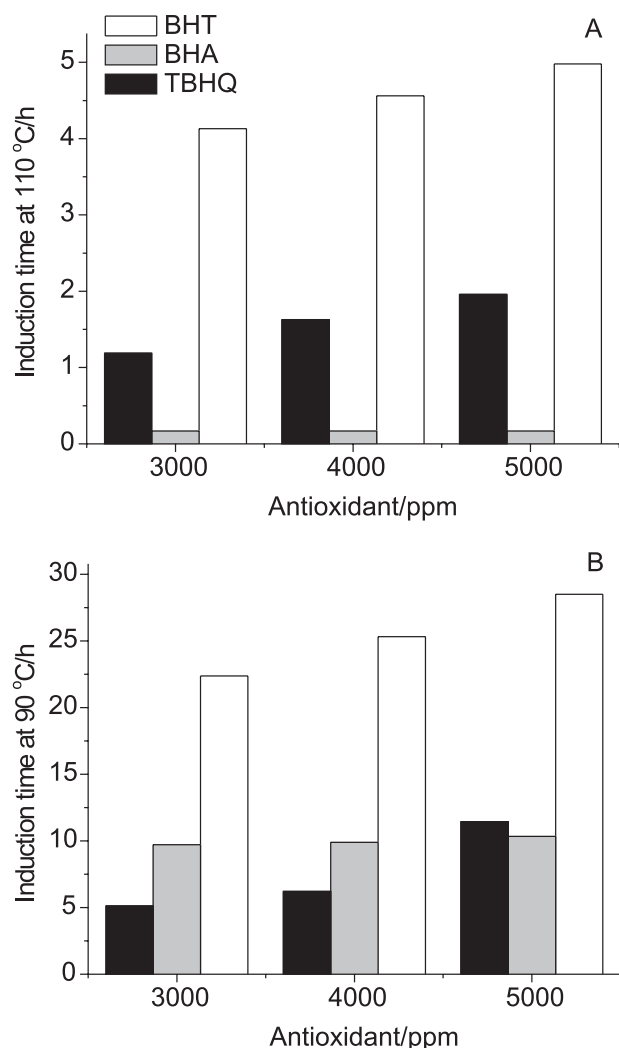 BHT
BHA
TBHQ
A
Induction time at 110 °C/h
5
4
3
2
1
0
3000 4000 5000
Antioxidant/ppm
B
Induction time at 90 °C/h
30
25
20
15
10
5
0
3000 4000 5000
Antioxidant/ppm